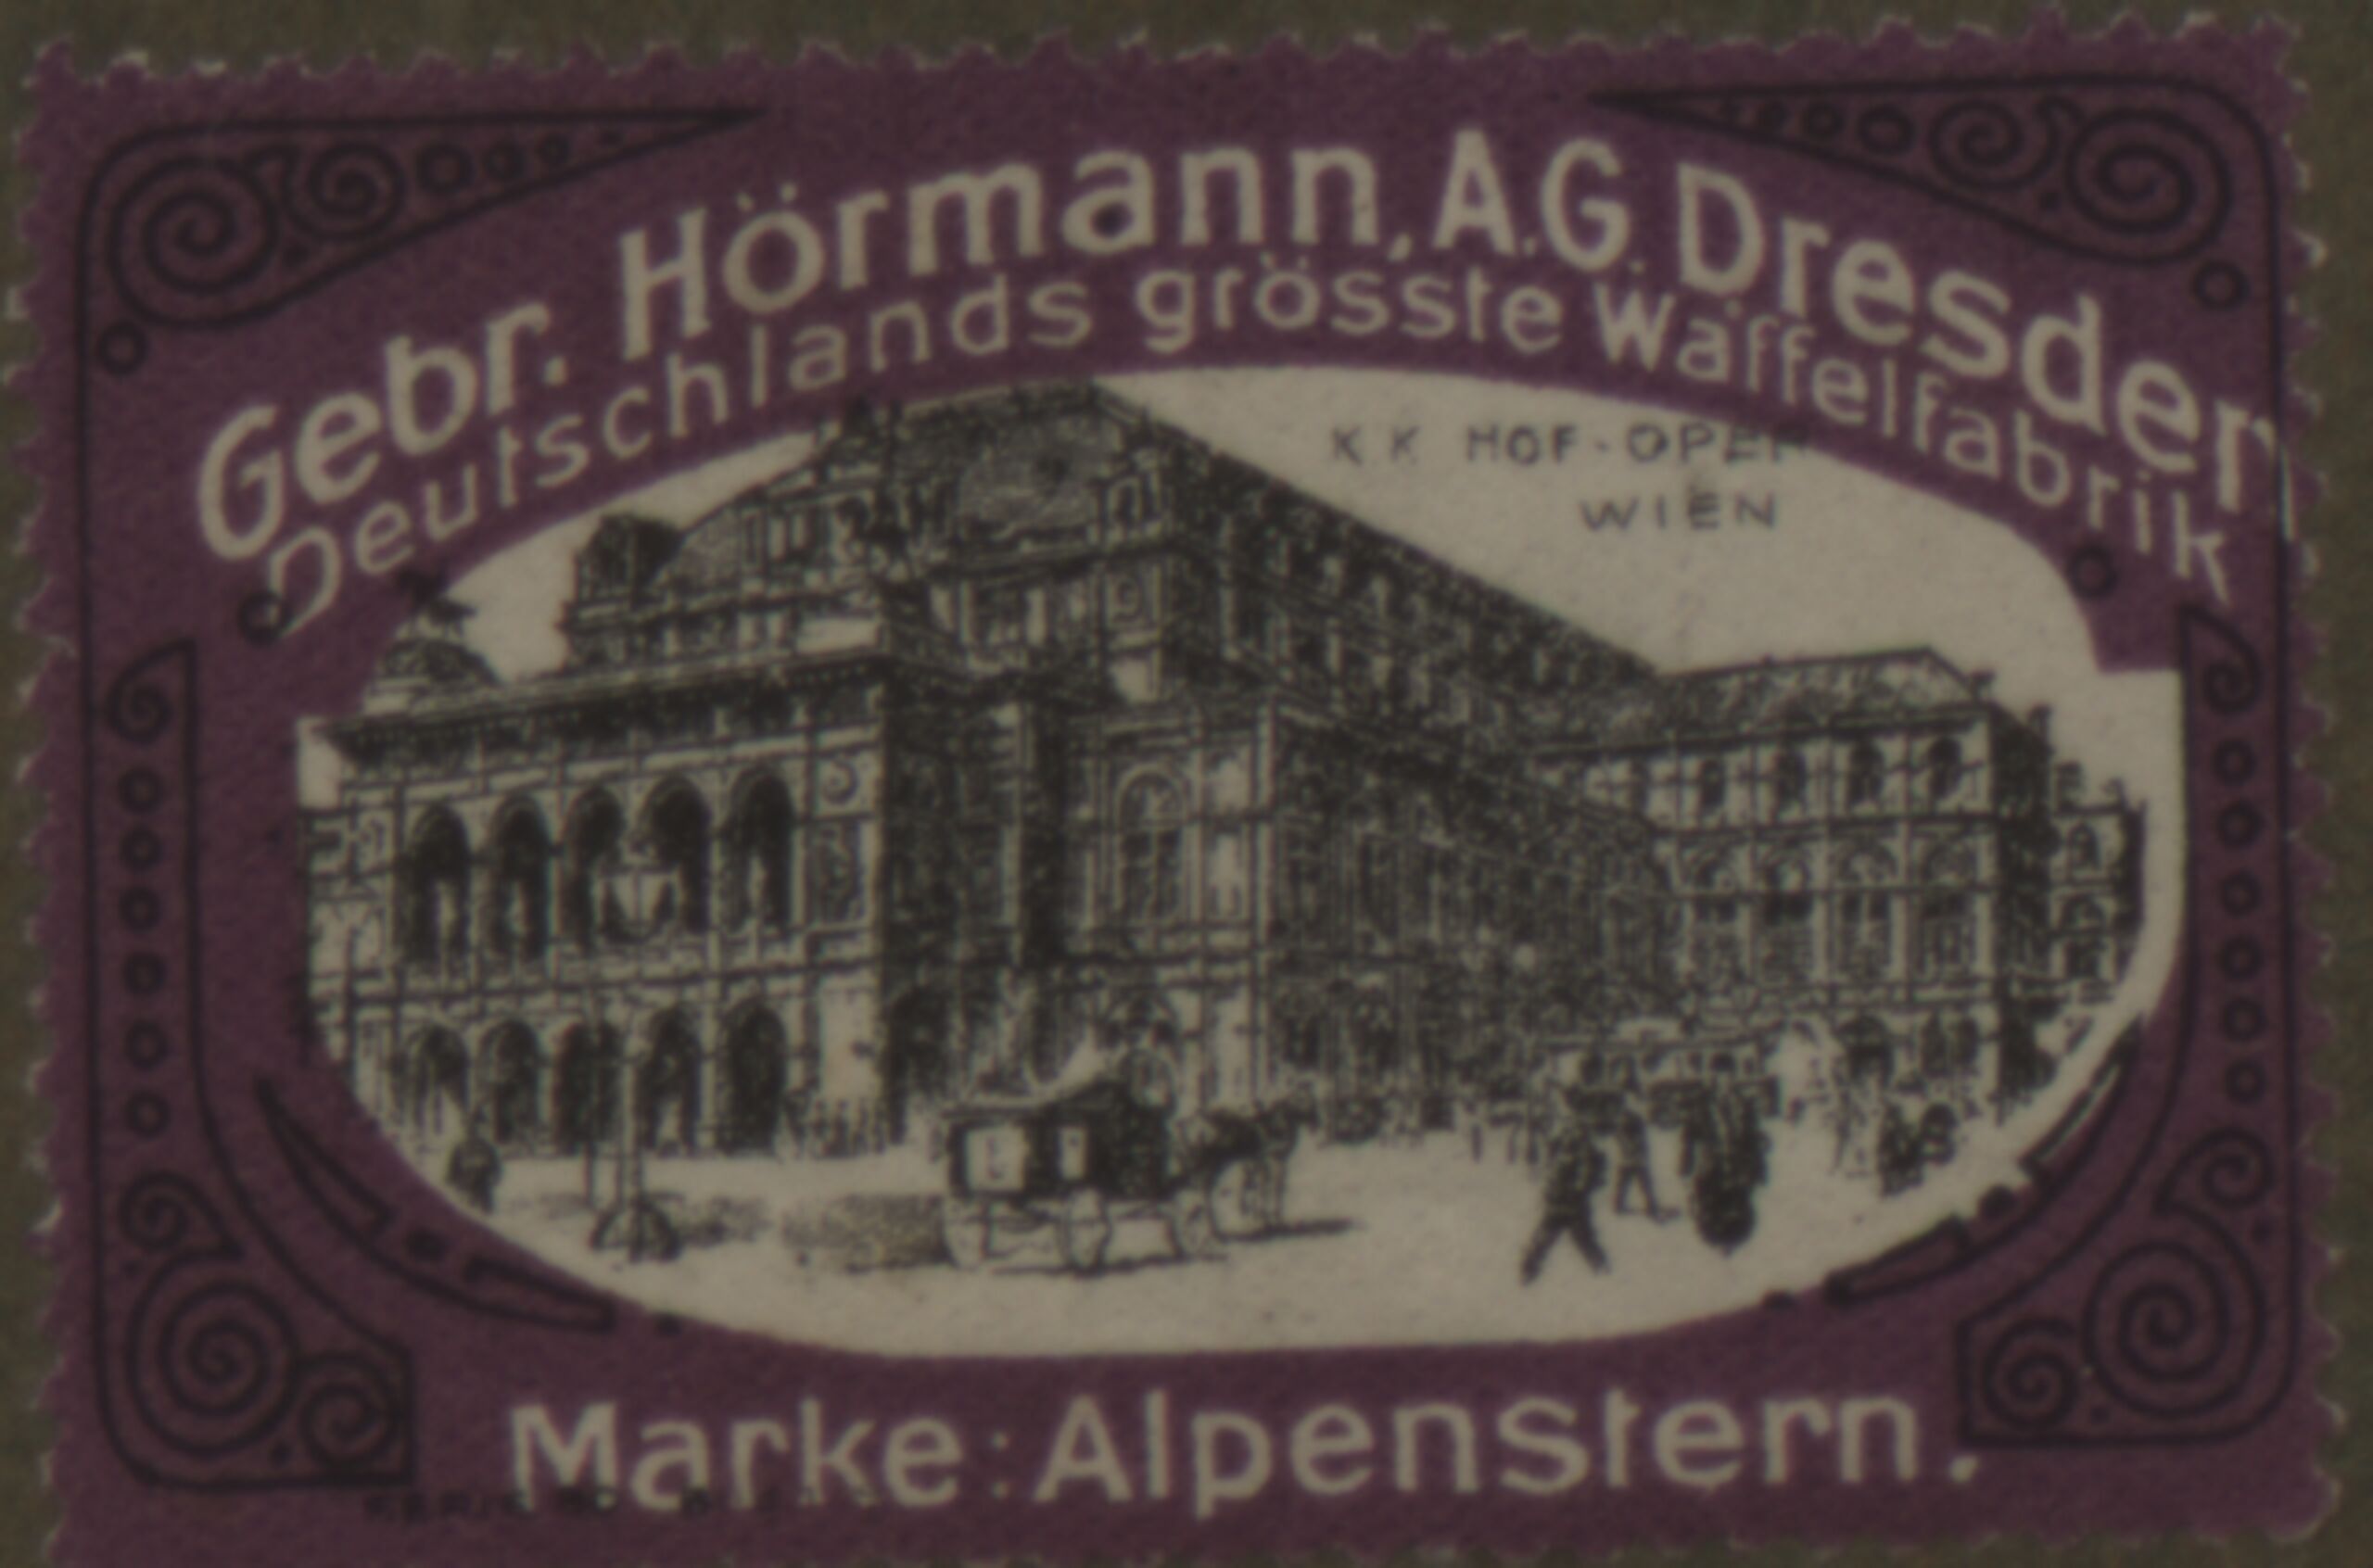 Gebr. Hörmann, A.G. Dresden
Deutschlands grösste Waffelfabrik
K K HOF-OPER
WIEN
Marke: Alpenstern.